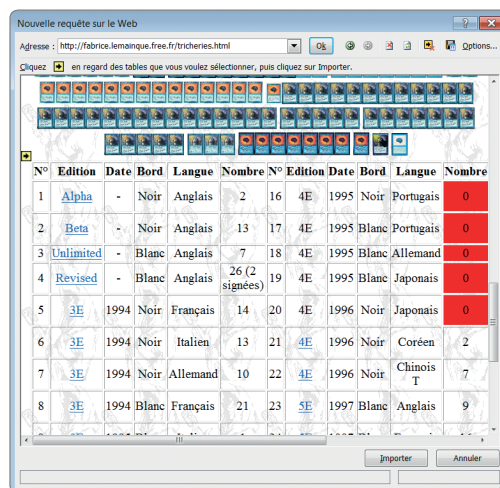 Nouvelle requête sur le Web
Adresse : http://fabrice.lemainque.free.fr/tricheries.html Ok Options...
Cliquez en regard des tables que vous voulez sélectionner, puis cliquez sur Importer.
N° Edition Date Bord Langue Nombre N° Edition Date Bord Langue Nombre
1 Alpha - Noir Anglais 2 16 4E 1995 Noir Portugais 0
2 Beta - Noir Anglais 13 17 4E 1995 Blanc Portugais 0
3 Unlimited - Blanc Anglais 7 18 4E 1995 Blanc Allemand 0
4 Revised - Blanc Anglais 26 (2 signées) 19 4E 1995 Blanc Japonais 0
5 3E 1994 Noir Français 14 20 4E 1996 Noir Japonais 0
6 3E 1994 Noir Italien 13 21 4E 1996 Noir Coréen 2
7 3E 1994 Noir Allemand 10 22 4E 1996 Noir Chinois T 7
8 3E 1994 Blanc Français 21 23 5E 1997 Blanc Anglais 9
Importer Annuler